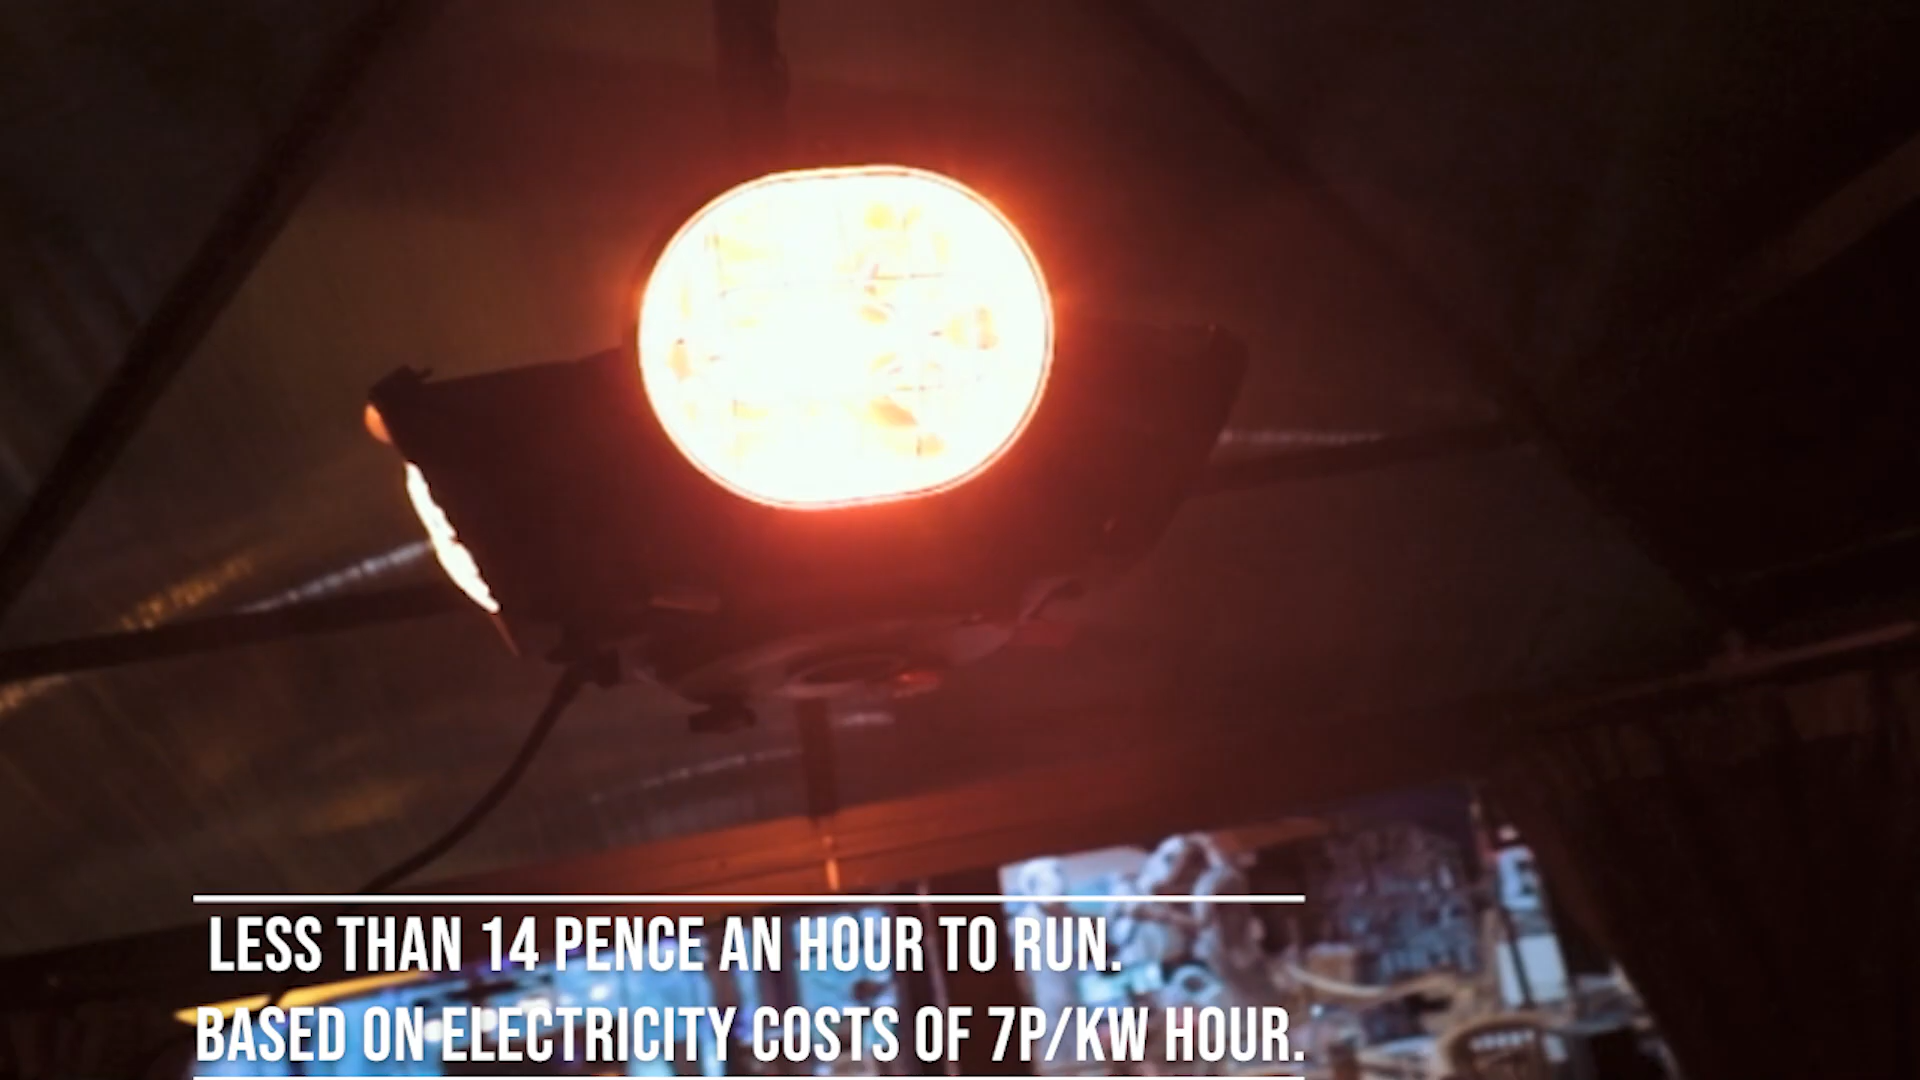 LESS THAN 14 PENCE AN HOUR TO RUN.
BASED ON ELECTRICITY COSTS OF 7P/KW HOUR.